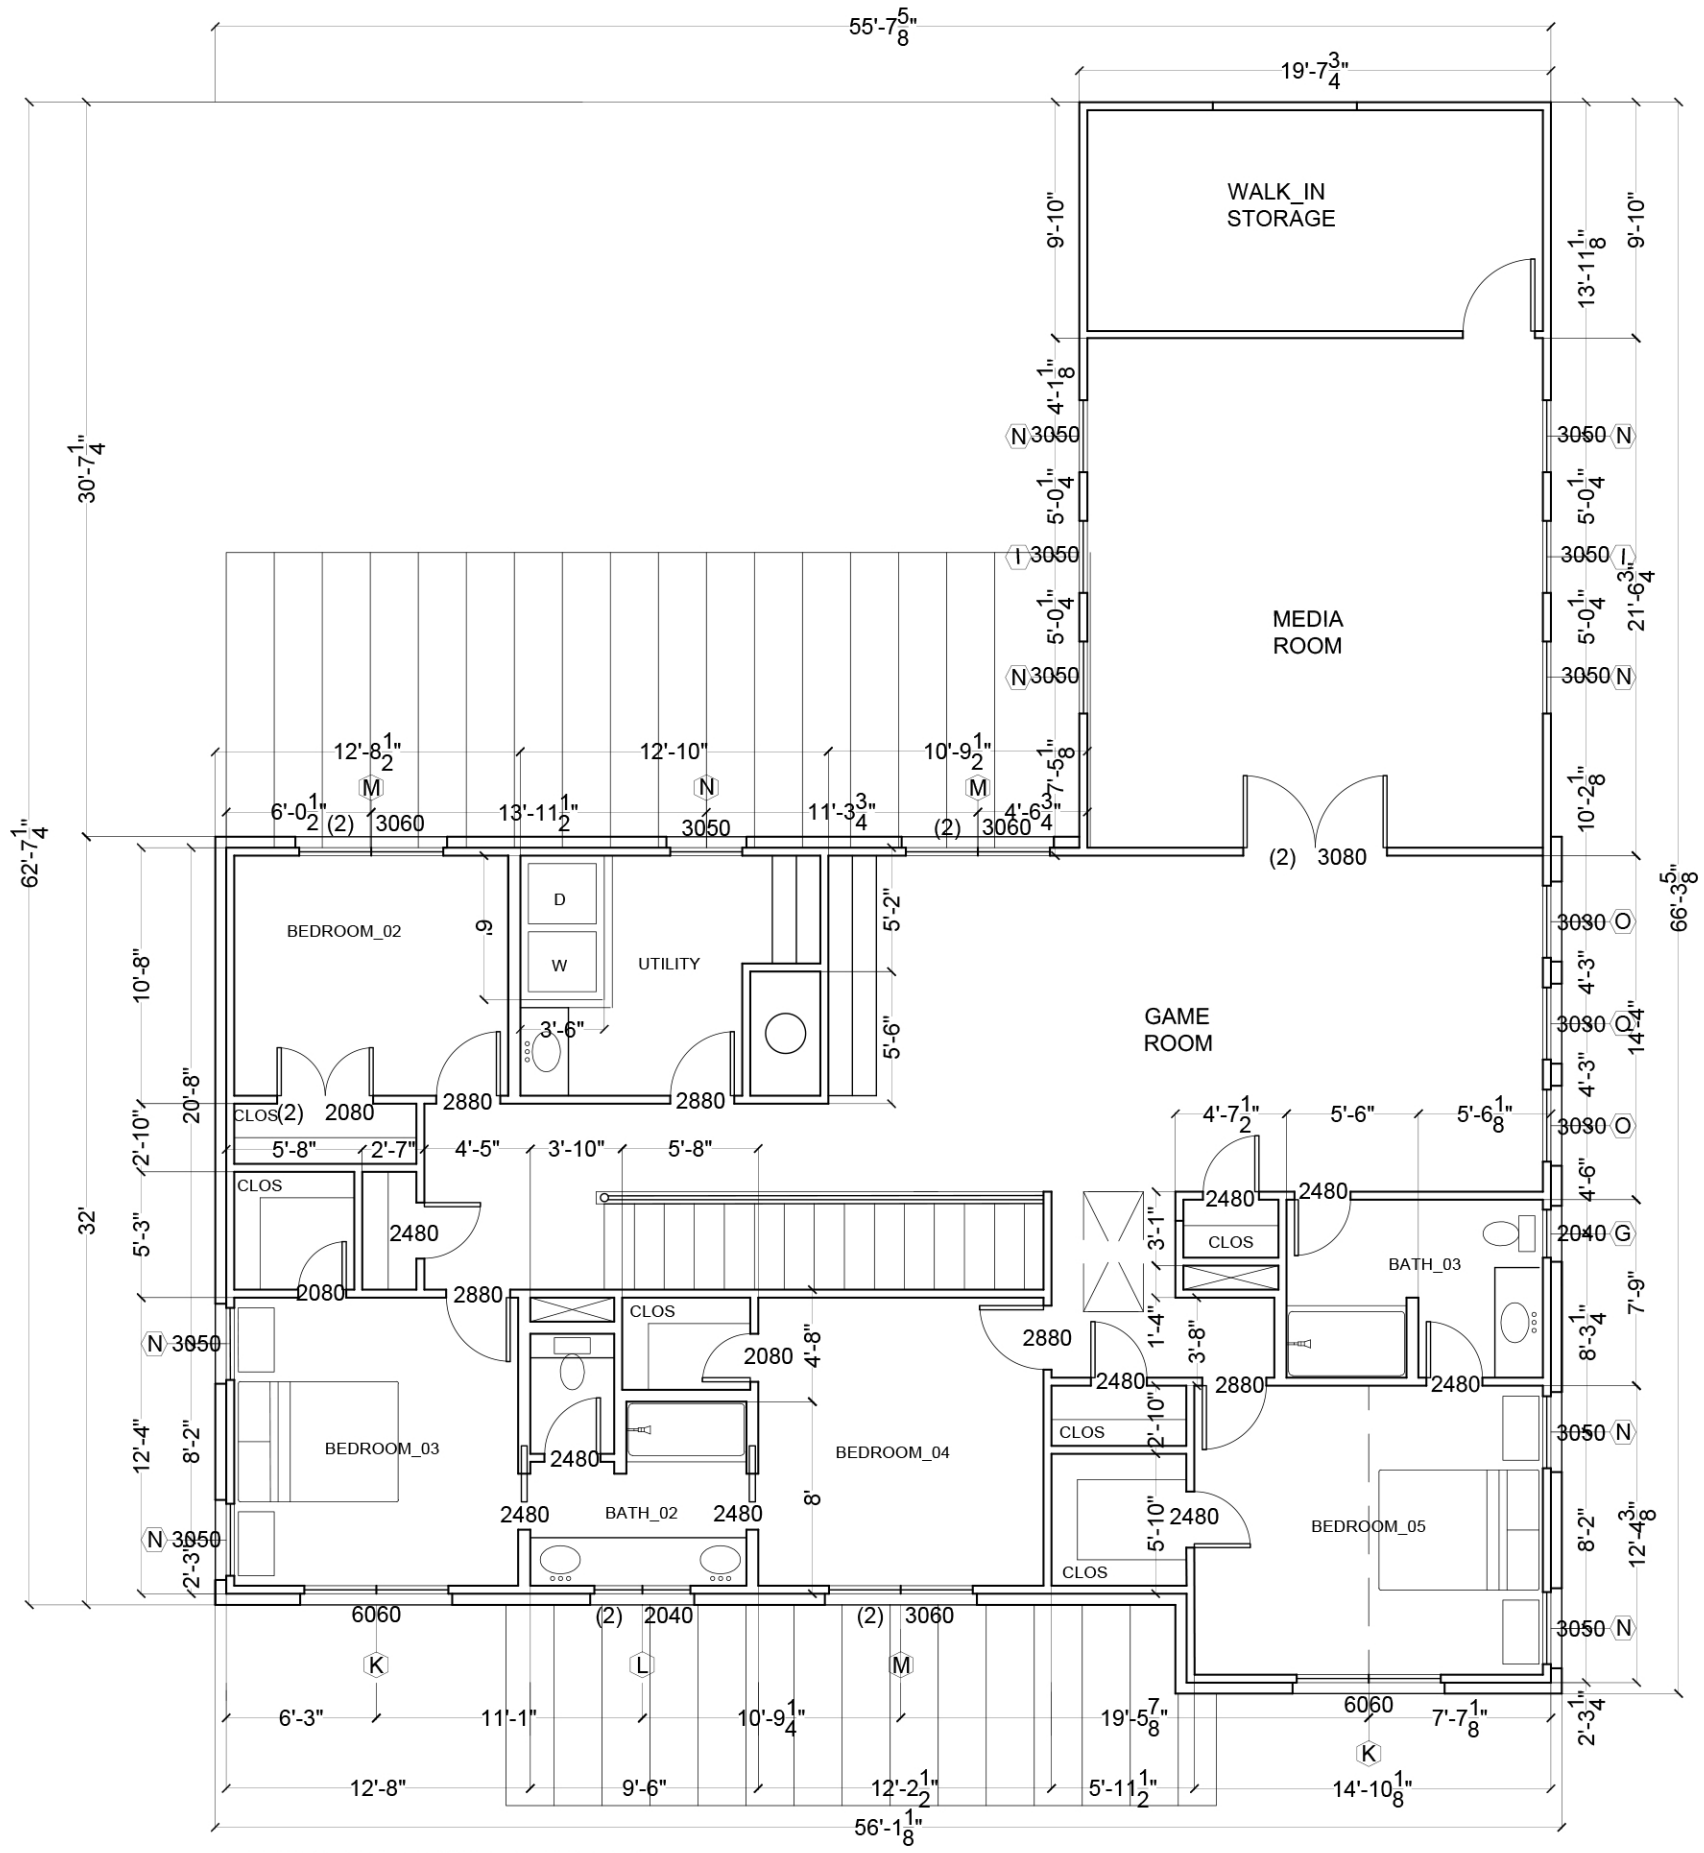 55'-7 5/8"
19'-7 3/4"
WALK_IN
STORAGE
9'-10"
13'-11 1/8"
9'-10"
30'-7 1/4"
4'-1 1/8"
N 3050
3050 N
5'-0 1/4"
5'-0 1/4"
I 3050
3050 I
21'-6 3/4"
5'-0 1/4"
5'-0 1/4"
MEDIA
ROOM
N 3050
3050 N
12'-8 1/2"
12'-10"
10'-9 1/2"
7'-5 1/8"
10'-2 1/8"
M
N
M
6'-0 1/2"
(2) 3060
13'-11 1/2"
3050
11'-3 3/4"
(2) 3060
4'-6 3/4"
62'-7 1/4"
(2) 3080
66'-3 5/8"
D
5'-2"
3030 O
BEDROOM_02
6'
W
UTILITY
10'-8"
4'-3"
GAME
ROOM
3'-6"
5'-6"
3030 O
14'-4"
4'-3"
20'-8"
CLOS
(2) 2080
2880
2880
4'-7 1/2"
5'-6"
5'-6 1/8"
3030 O
2'-10"
5'-8"
2'-7"
4'-5"
3'-10"
5'-8"
4'-6"
CLOS
2480
2480
32'
5'-3"
2480
3'-1"
CLOS
2040 G
BATH_03
7'-9"
2080
2880
CLOS
N 3050
2080
4'-8"
2880
1'-4"
3'-8"
8'-3 1/4"
2480
2880
2480
12'-4"
8'-2"
BEDROOM_03
2480
BEDROOM_04
CLOS
2'-10"
3050 N
2480
BATH_02
2480
8'
5'-10"
2480
BEDROOM_05
8'-2"
12'-4 3/8"
N 3050
2'-3"
CLOS
6060
(2) 2040
(2) 3060
3050 N
K
L
M
6'-3"
11'-1"
10'-9 1/4"
19'-5 7/8"
6060
7'-7 1/8"
2'-3 1/4"
K
12'-8"
9'-6"
12'-2 1/2"
5'-11 1/2"
14'-10 1/8"
56'-1 1/8"